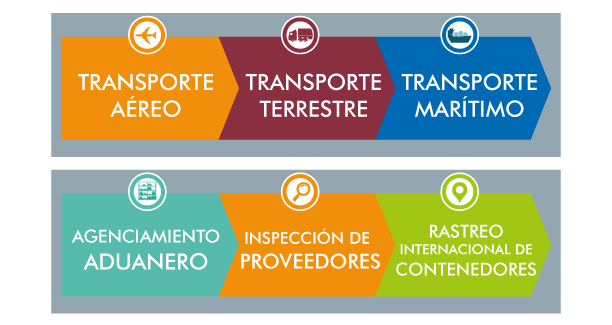 TRANSPORTE
AÉREO
TRANSPORTE
TERRESTRE
TRANSPORTE
MARÍTIMO
AGENCIAMIENTO
ADUANERO
INSPECCIÓN DE
PROVEEDORES
RASTREO
INTERNACIONAL DE
CONTENEDORES